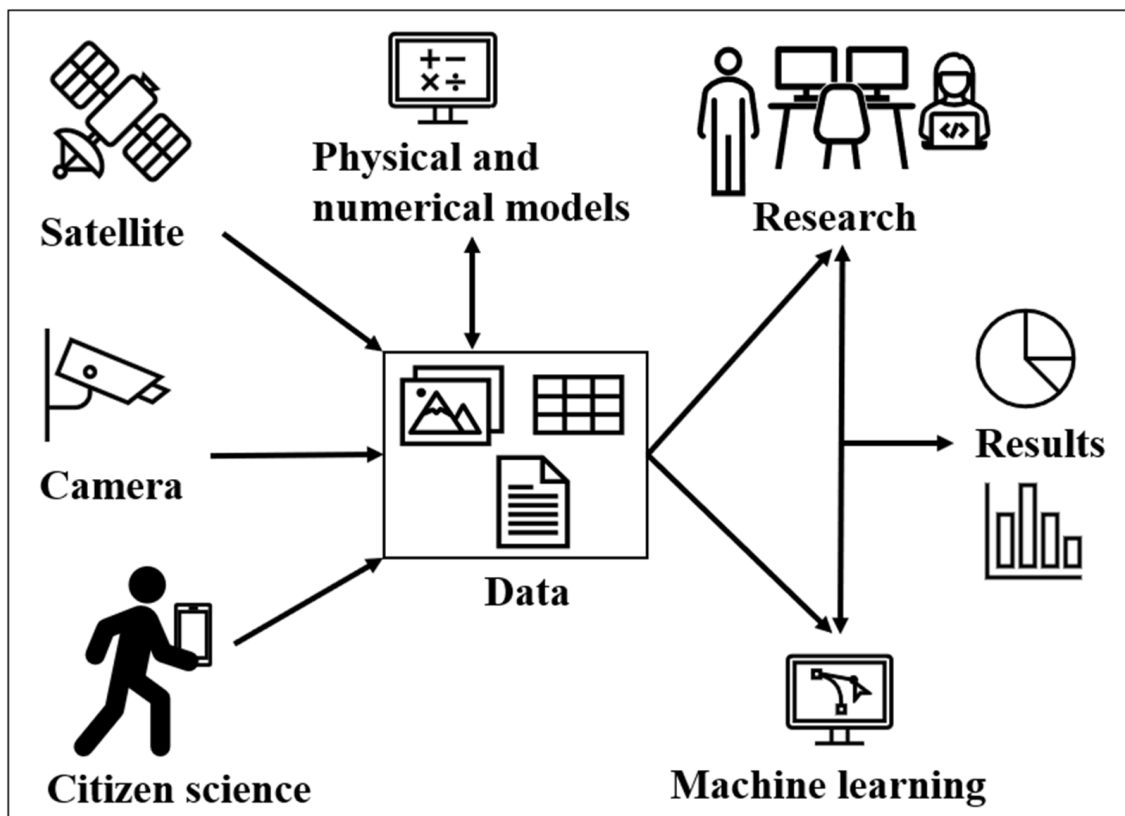 Satellite
Physical and
numerical models
Research
</>
Camera
Data
Results
Citizen science
Machine learning